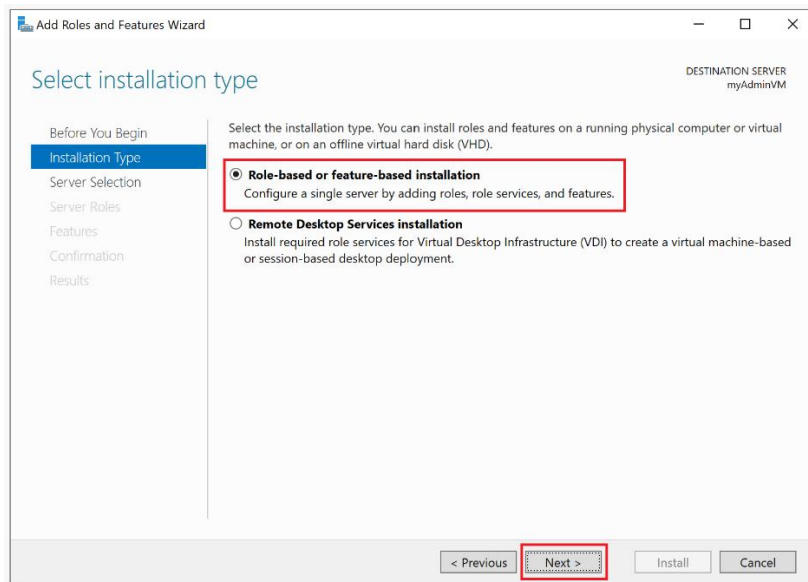 Add Roles and Features Wizard
Select installation type
DESTINATION SERVER
myAdminVM
Before You Begin
Installation Type
Server Selection
Server Roles
Features
Confirmation
Results
Select the installation type. You can install roles and features on a running physical computer or virtual
machine, or on an offline virtual hard disk (VHD).
Role-based or feature-based installation
Configure a single server by adding roles, role services, and features.
Remote Desktop Services installation
Install required role services for Virtual Desktop Infrastructure (VDI) to create a virtual machine-based
or session-based desktop deployment.
< Previous
Next >
Install
Cancel